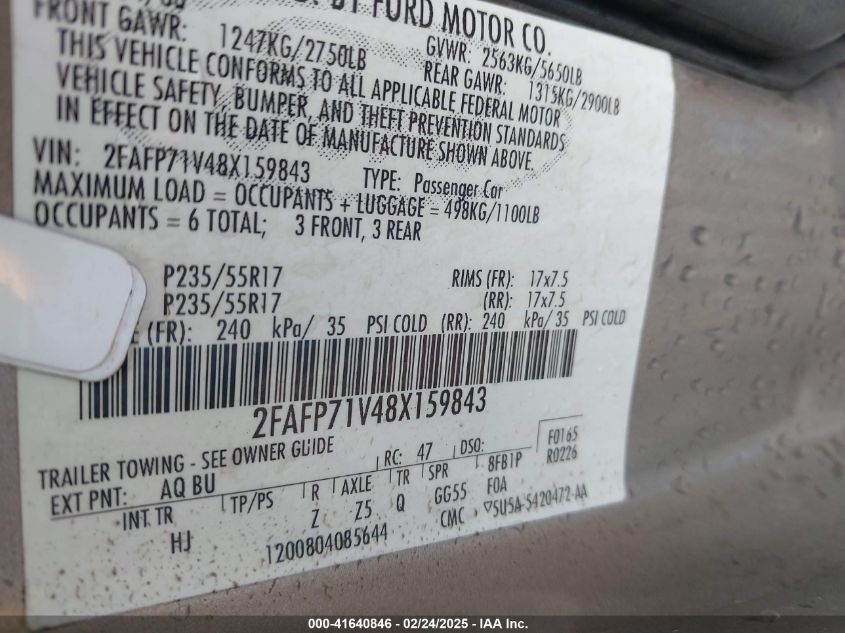 BY FORD MOTOR CO.
FRONT GAWR: 1247KG/2750LB GVWR: 2563KG/5650LB
REAR GAWR: 1315KG/2900LB
THIS VEHICLE CONFORMS TO ALL APPLICABLE FEDERAL MOTOR
VEHICLE SAFETY, BUMPER, AND THEFT PREVENTION STANDARDS
IN EFFECT ON THE DATE OF MANUFACTURE SHOWN ABOVE.
VIN: 2FAFP71V48X159843 TYPE: Passenger Car
MAXIMUM LOAD = OCCUPANTS + LUGGAGE = 498KG/1100LB
OCCUPANTS = 6 TOTAL; 3 FRONT, 3 REAR
P235/55R17 RIMS (FR): 17x7.5
P235/55R17 (RR): 17x7.5
(FR): 240 kPa/ 35 PSI COLD (RR): 240 kPa/ 35 PSI COLD
2FAFP71V48X159843
TRAILER TOWING - SEE OWNER GUIDE RC: 47 DSQ: F0165
EXT PNT: AQ BU 8FB1P R0226
INT TR TP/PS R AXLE TR SPR F0A
HJ Z Z5 Q GG55
1200804085644 CMC ▽5U5A-5420472-AA
000-41640846 - 02/24/2025 - IAA Inc.